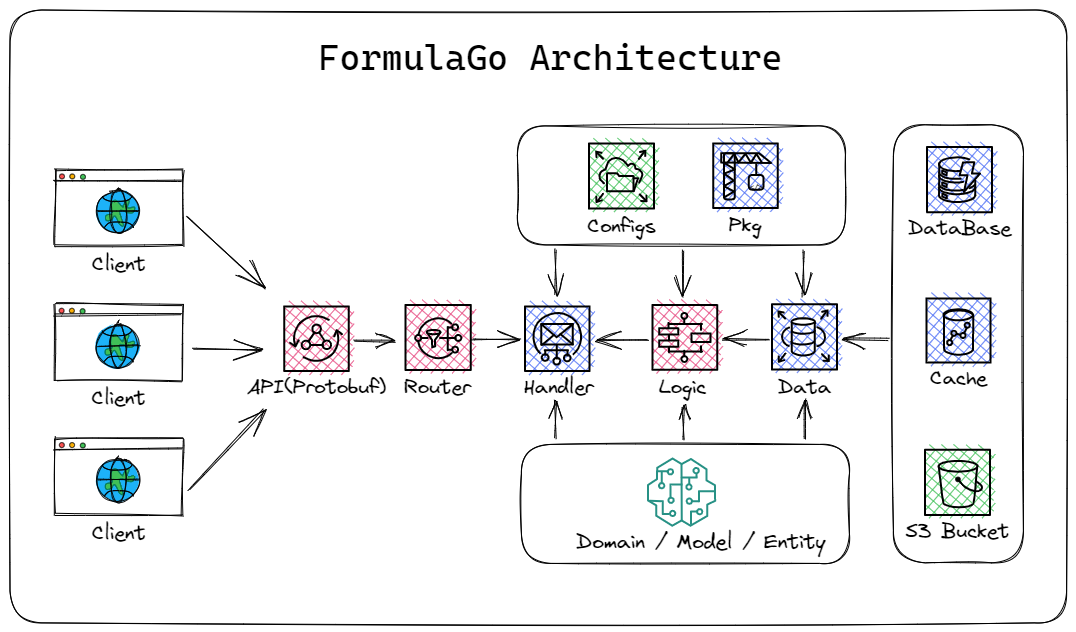 FormulaGo Architecture
Configs
Pkg
DataBase
Client
API(Protobuf)
Router
Handler
Logic
Data
Cache
Client
Domain / Model / Entity
S3 Bucket
Client